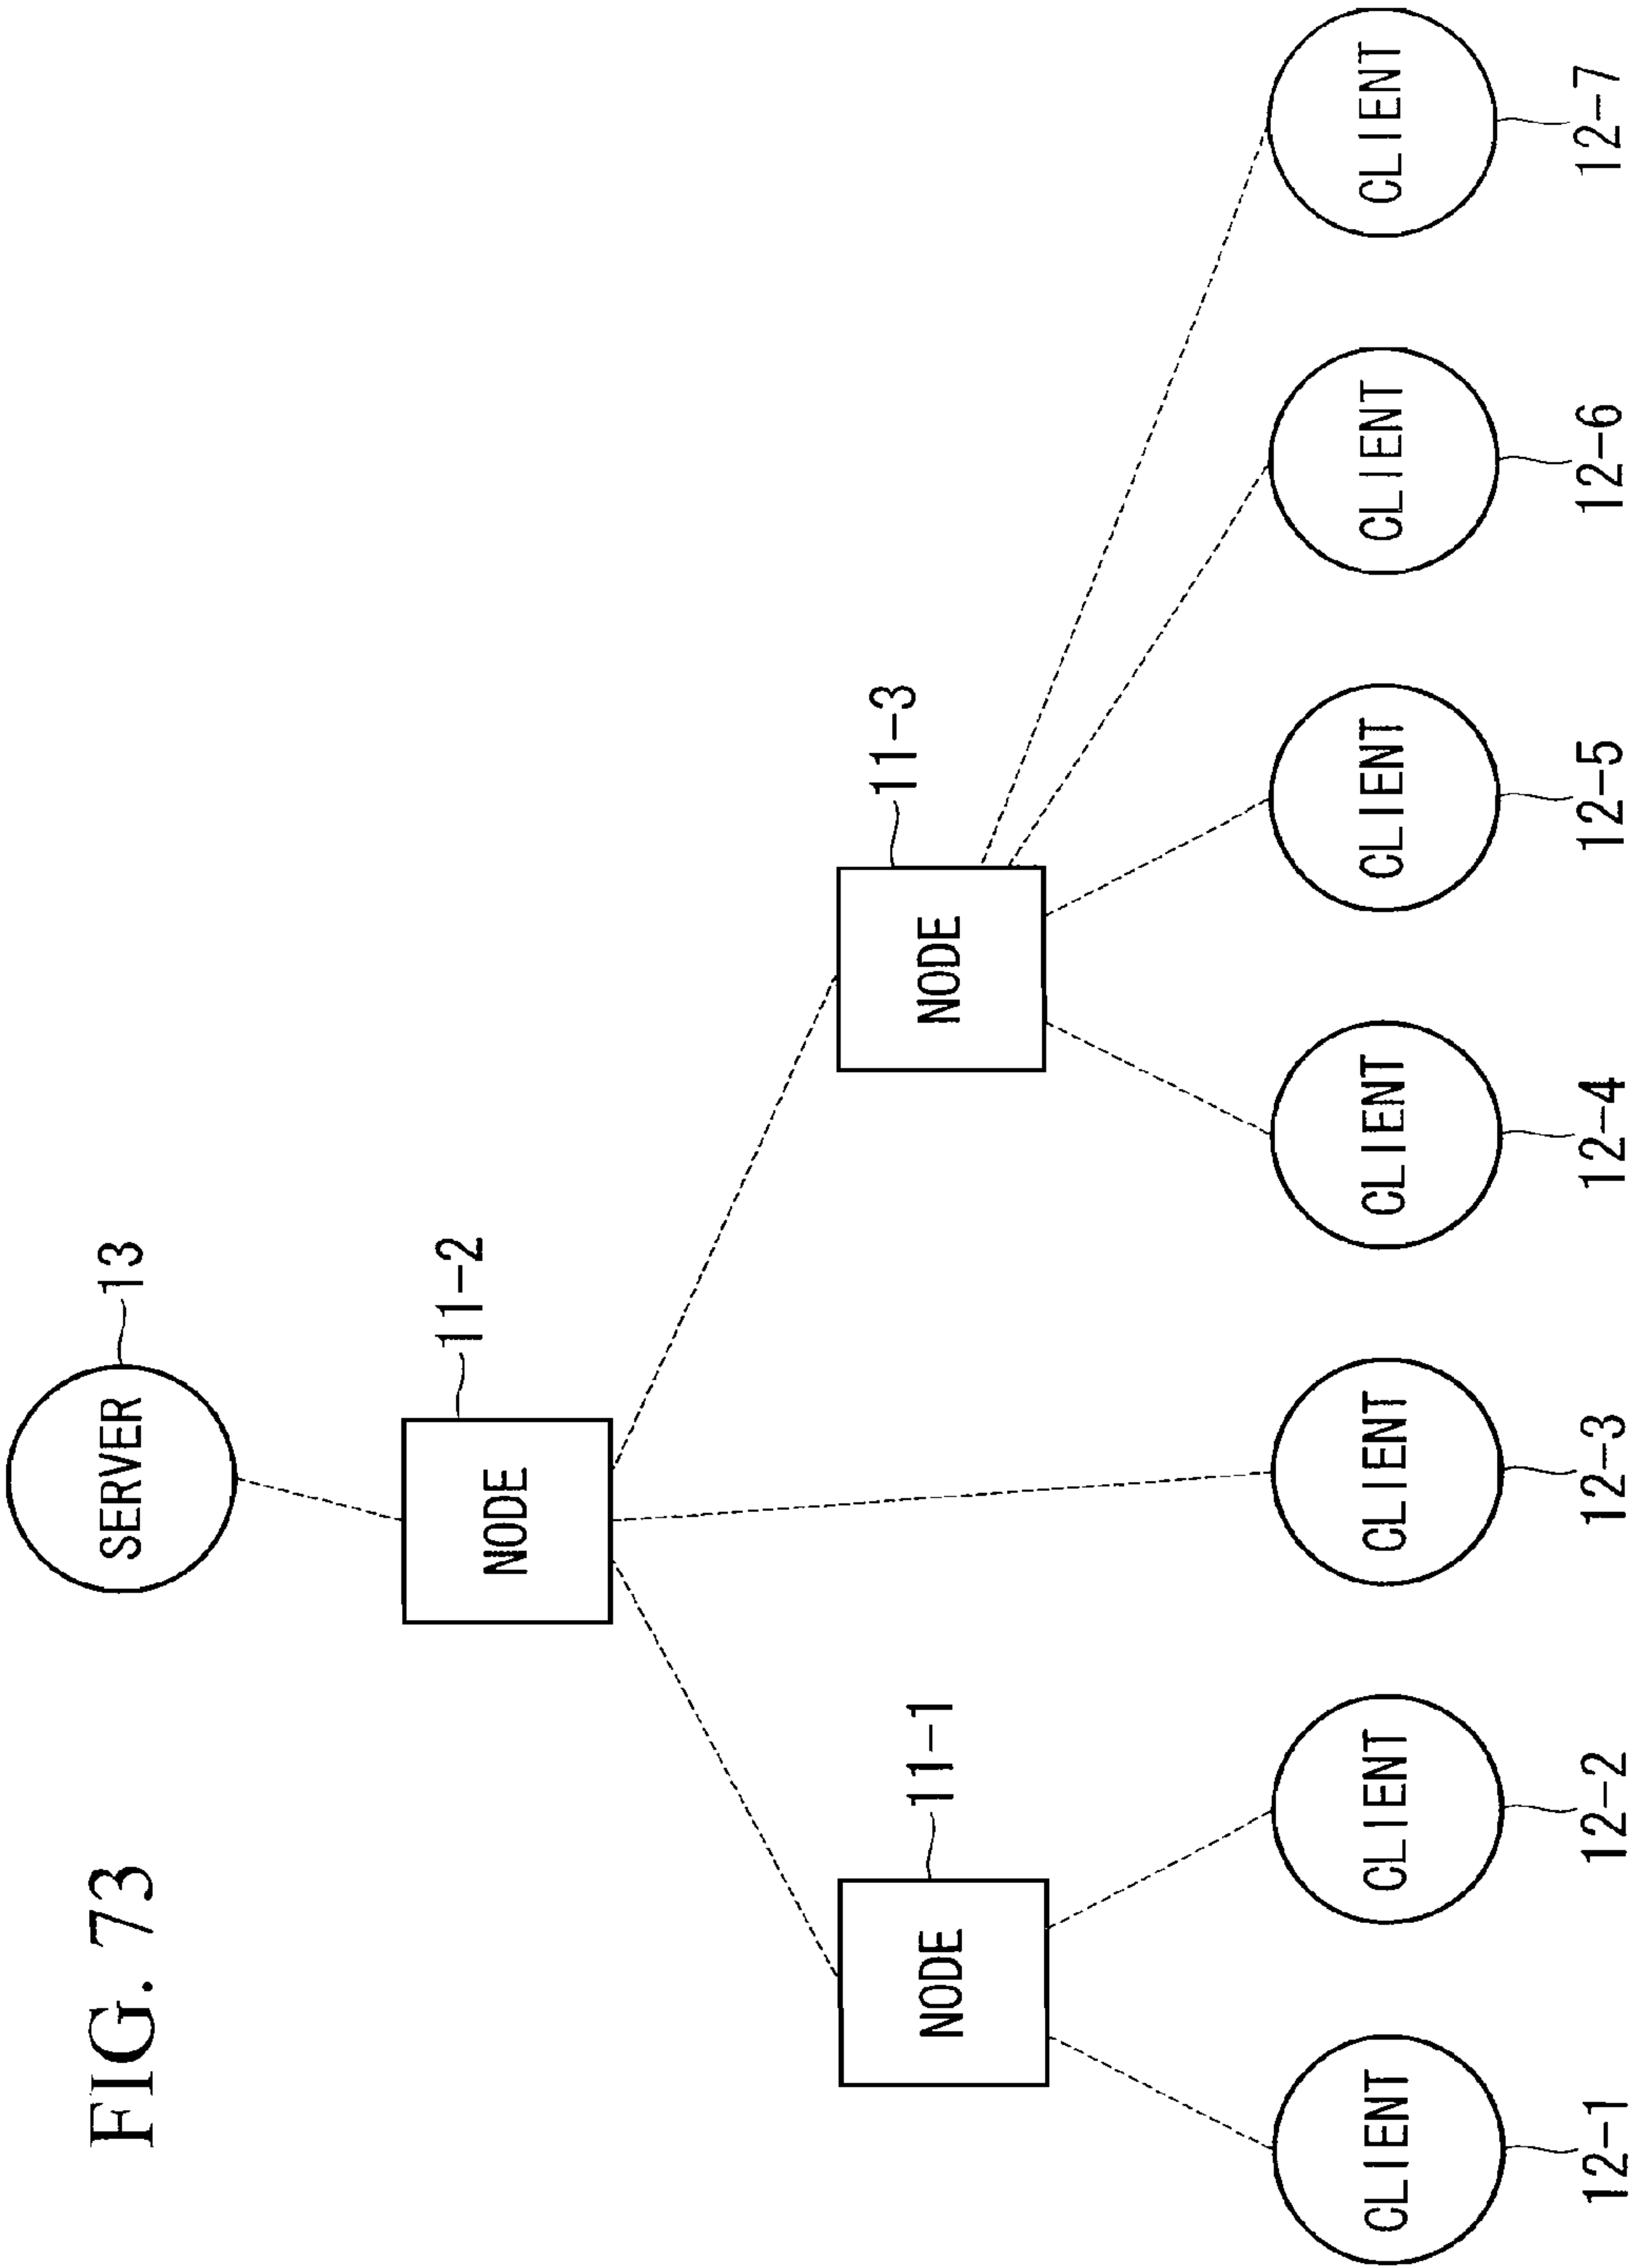 FIG. 73
SERVER
13
NODE
11-2
NODE
11-1
NODE
11-3
CLIENT
CLIENT
CLIENT
CLIENT
CLIENT
CLIENT
CLIENT
12-1
12-2
12-3
12-4
12-5
12-6
12-7